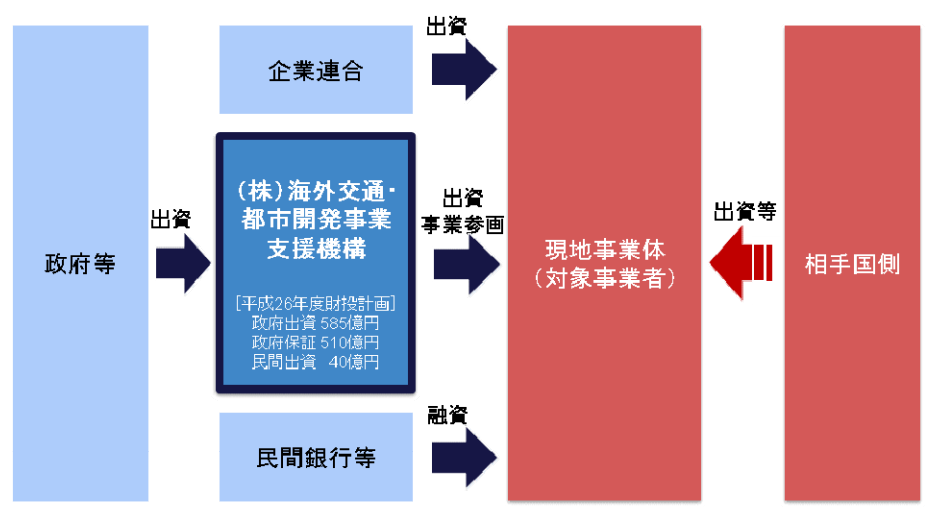 政府等
出資
企業連合
出資
(株)海外交通・
都市開発事業
支援機構
[平成26年度財投計画]
政府出資 585億円
政府保証 510億円
民間出資 40億円
出資
事業参画
民間銀行等
融資
現地事業体
(対象事業者)
出資等
相手国側